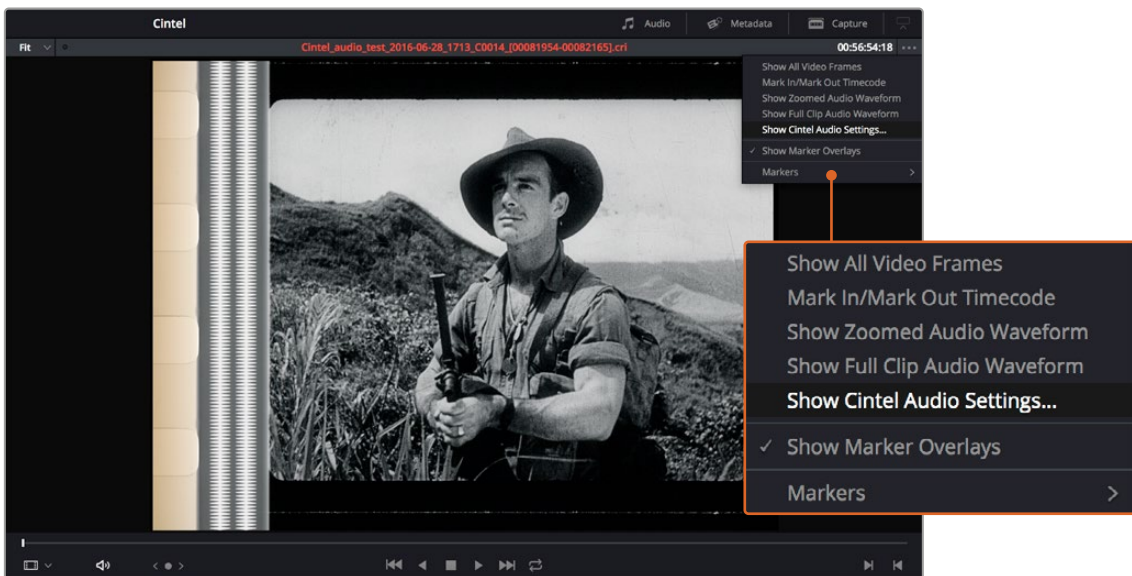 Cintel
Audio
Metadata
Capture
Fit
Cintel_audio_test_2016-06-28_1713_C0014_[00081954-00082165].cri
00:56:54:18
Show All Video Frames
Mark In/Mark Out Timecode
Show Zoomed Audio Waveform
Show Full Clip Audio Waveform
Show Cintel Audio Settings...
✓ Show Marker Overlays
Markers >
Show All Video Frames
Mark In/Mark Out Timecode
Show Zoomed Audio Waveform
Show Full Clip Audio Waveform
Show Cintel Audio Settings...
✓ Show Marker Overlays
Markers >